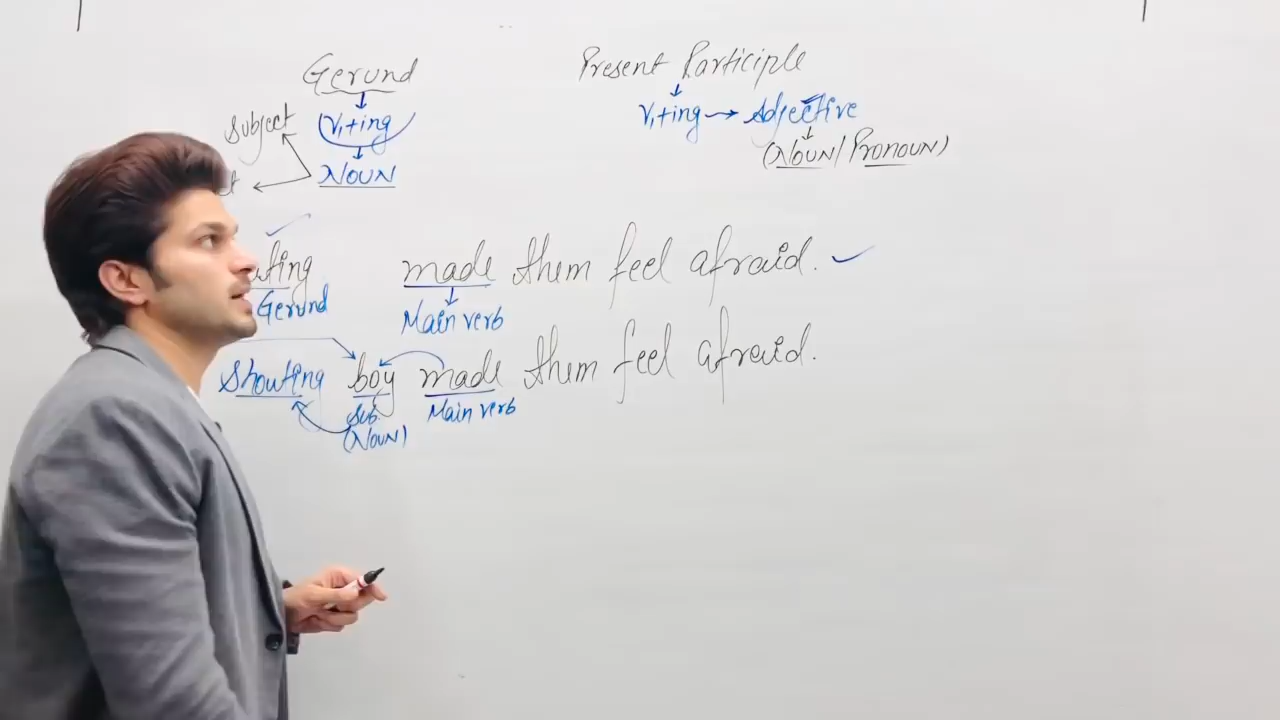 Gerund
Present Participle
Subject
V₁+ing
V₁+ing → Adjective
(Noun/Pronoun)
Noun
made them feel afraid.
Gerund
Main verb
Shouting boy made them feel afraid.
Sub.
Main verb
(Noun)